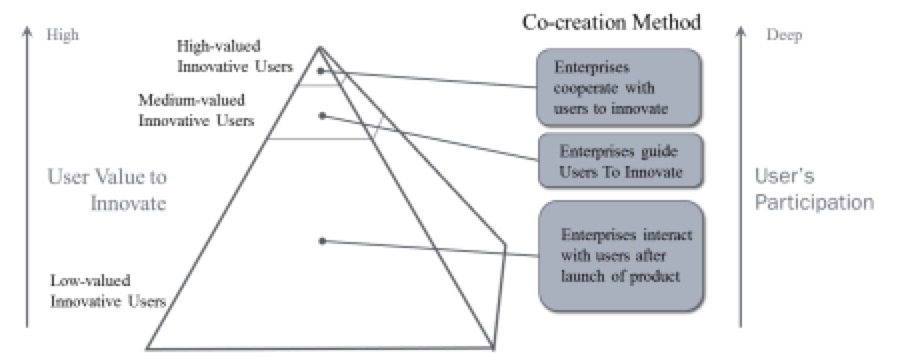 Co-creation Method
High
Deep
High-valued
Innovative Users
Medium-valued
Innovative Users
User Value to
Innovate
Low-valued
Innovative Users
Enterprises
cooperate with
users to innovate
Enterprises guide
Users To Innovate
Enterprises interact
with users after
launch of product
User's
Participation